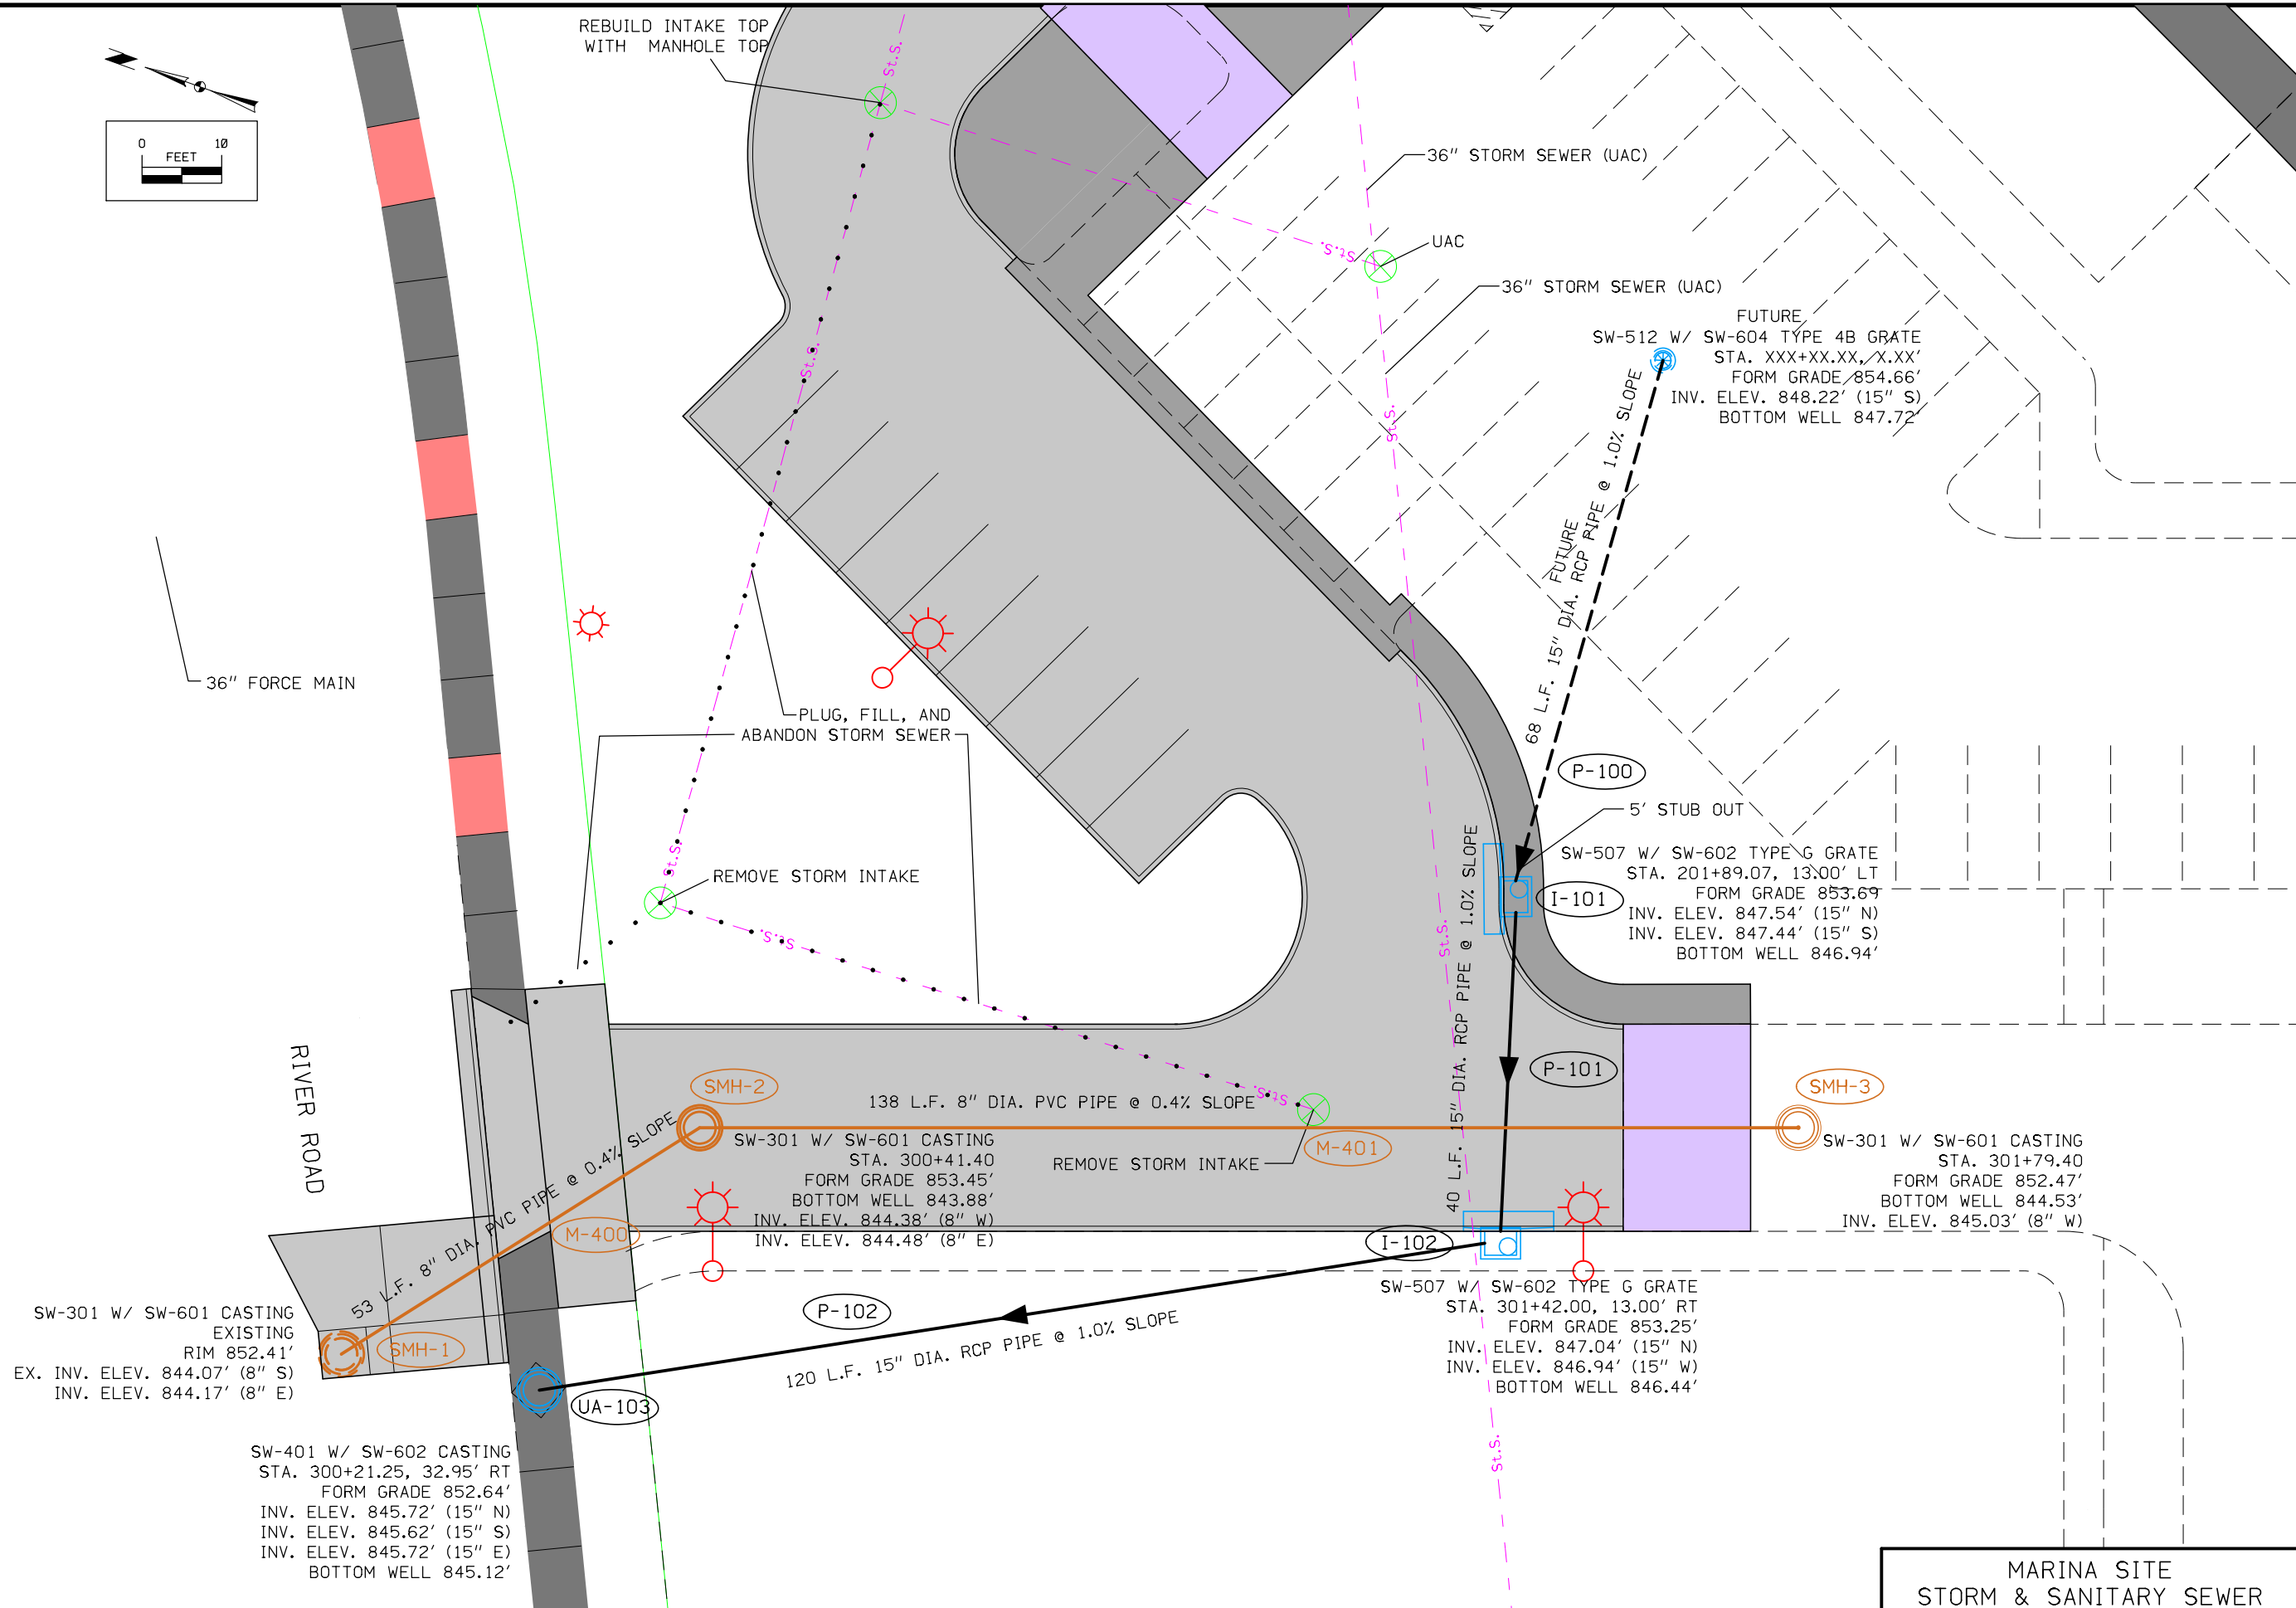 REBUILD INTAKE TOP
WITH MANHOLE TOP
0 10
FEET
St.S.
36" STORM SEWER (UAC)
St.S.
UAC
36" STORM SEWER (UAC)
FUTURE
SW-512 W/ SW-604 TYPE 4B GRATE
STA. XXX+XX.XX, X.XX'
FORM GRADE 854.66'
INV. ELEV. 848.22' (15" S)
BOTTOM WELL 847.72'
St.S.
St.S.
FUTURE
68 L.F. 15" DIA. RCP PIPE @ 1.0% SLOPE
36" FORCE MAIN
PLUG, FILL, AND
ABANDON STORM SEWER
P-100
5' STUB OUT
St.S.
REMOVE STORM INTAKE
SW-507 W/ SW-602 TYPE G GRATE
STA. 201+89.07, 13.00' LT
FORM GRADE 853.69
INV. ELEV. 847.54' (15" N)
INV. ELEV. 847.44' (15" S)
BOTTOM WELL 846.94'
I-101
St.S.
St.S.
40 L.F. 15" DIA. RCP PIPE @ 1.0% SLOPE
P-101
RIVER ROAD
SMH-2
138 L.F. 8" DIA. PVC PIPE @ 0.4% SLOPE
St.S.
SMH-3
SW-301 W/ SW-601 CASTING
STA. 300+41.40
FORM GRADE 853.45'
BOTTOM WELL 843.88'
INV. ELEV. 844.38' (8" W)
INV. ELEV. 844.48' (8" E)
REMOVE STORM INTAKE
M-401
SW-301 W/ SW-601 CASTING
STA. 301+79.40
FORM GRADE 852.47'
BOTTOM WELL 844.53'
INV. ELEV. 845.03' (8" W)
53 L.F. 8" DIA. PVC PIPE @ 0.4% SLOPE
M-400
I-102
SW-507 W/ SW-602 TYPE G GRATE
STA. 301+42.00, 13.00' RT
FORM GRADE 853.25'
INV. ELEV. 847.04' (15" N)
INV. ELEV. 846.94' (15" W)
BOTTOM WELL 846.44'
P-102
120 L.F. 15" DIA. RCP PIPE @ 1.0% SLOPE
SW-301 W/ SW-601 CASTING
EXISTING
RIM 852.41'
EX. INV. ELEV. 844.07' (8" S)
INV. ELEV. 844.17' (8" E)
SMH-1
UA-103
SW-401 W/ SW-602 CASTING
STA. 300+21.25, 32.95' RT
FORM GRADE 852.64'
INV. ELEV. 845.72' (15" N)
INV. ELEV. 845.62' (15" S)
INV. ELEV. 845.72' (15" E)
BOTTOM WELL 845.12'
St.S.
MARINA SITE
STORM & SANITARY SEWER